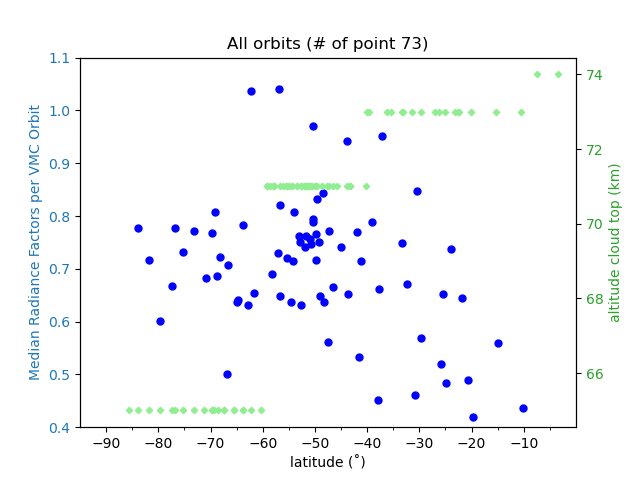 All orbits (# of point 73)
Median Radiance Factors per VMC Orbit
1.1
1.0
0.9
0.8
0.7
0.6
0.5
0.4
74
72
70
68
66
altitude cloud top (km)
−90 −80 −70 −60 −50 −40 −30 −20 −10
latitude (˚)